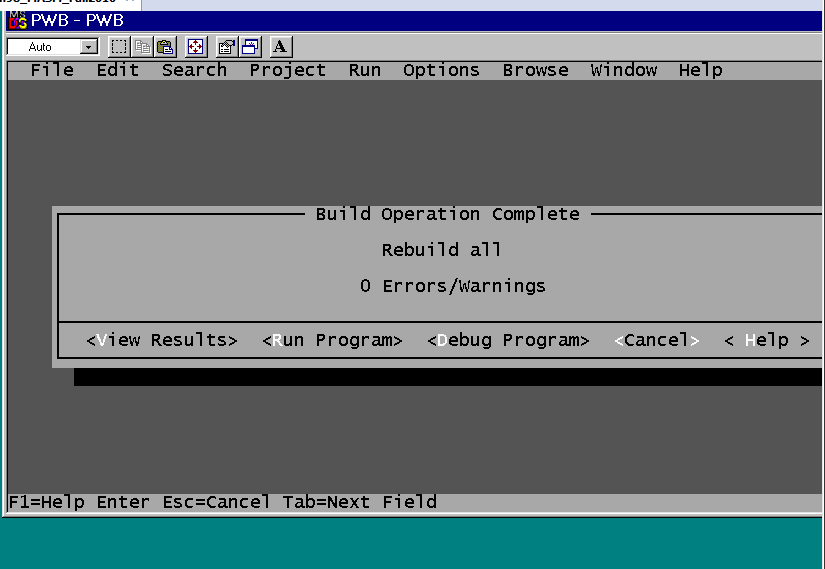 PWB - PWB
Auto
A
File Edit Search Project Run Options Browse Window Help
Build Operation Complete
Rebuild all
0 Errors/Warnings
<View Results> <Run Program> <Debug Program> <Cancel> < Help >
F1=Help Enter Esc=Cancel Tab=Next Field